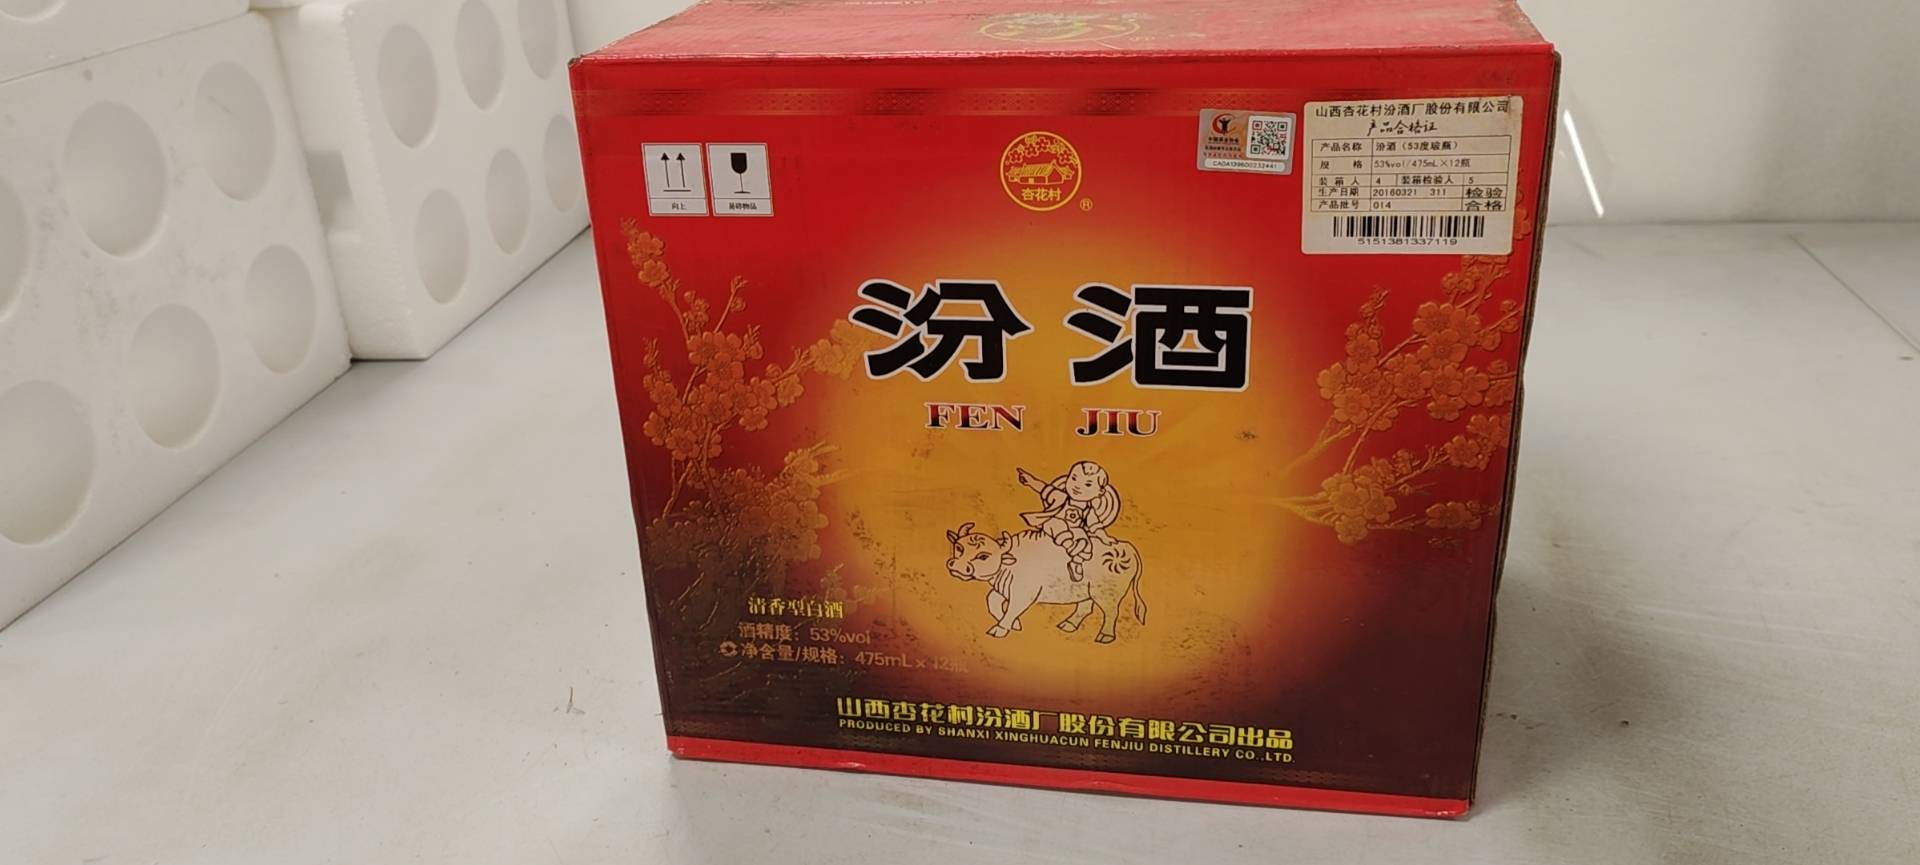 山西杏花村汾酒厂股份有限公司
产品合格证
产品名称 汾酒（53度玻瓶）
规 格 53%vol/475mL×12瓶
装箱人 4 装箱检验人 5
生产日期 20160321 311 检验
产品批号 014 合格
5151381337119
CADA139600232441
向上
易碎物品
杏花村
®
汾酒
FEN JIU
清香型白酒
酒精度：53%vol
净含量/规格：475mL×12瓶
山西杏花村汾酒厂股份有限公司出品
PRODUCED BY SHANXI XINGHUACUN FENJIU DISTILLERY CO.,LTD.